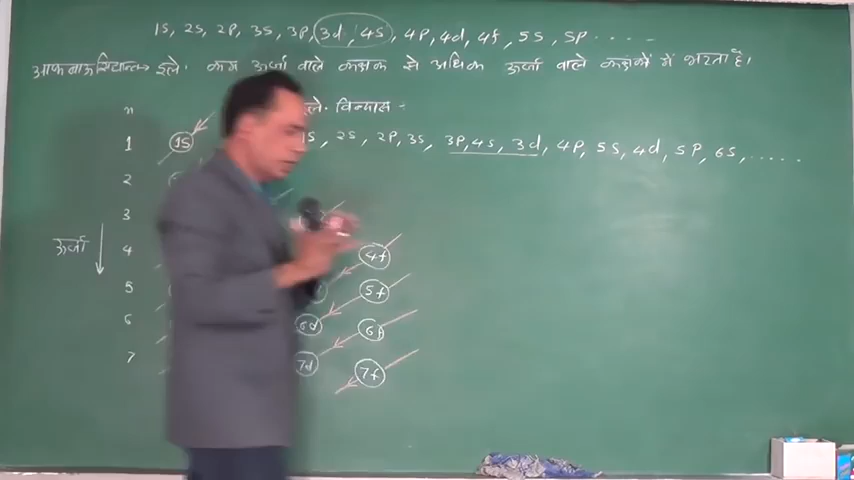 1S, 2S, 2P, 3S, 3P, 3d, 4S, 4P, 4d, 4f, 5S, 5P . . . . .
आफबाऊ सिद्धान्त→ इले. कम ऊर्जा वाले कक्षक से अधिक ऊर्जा वाले कक्षकों में भरता है।
n इले. विन्यास :-
1 1S S, 2S, 2P, 3S, 3P, 4S, 3d, 4P, 5S, 4d, 5P, 6S, ......
2
3
ऊर्जा 4 4f
5 5f
6 6d 6f
7 7d 7f